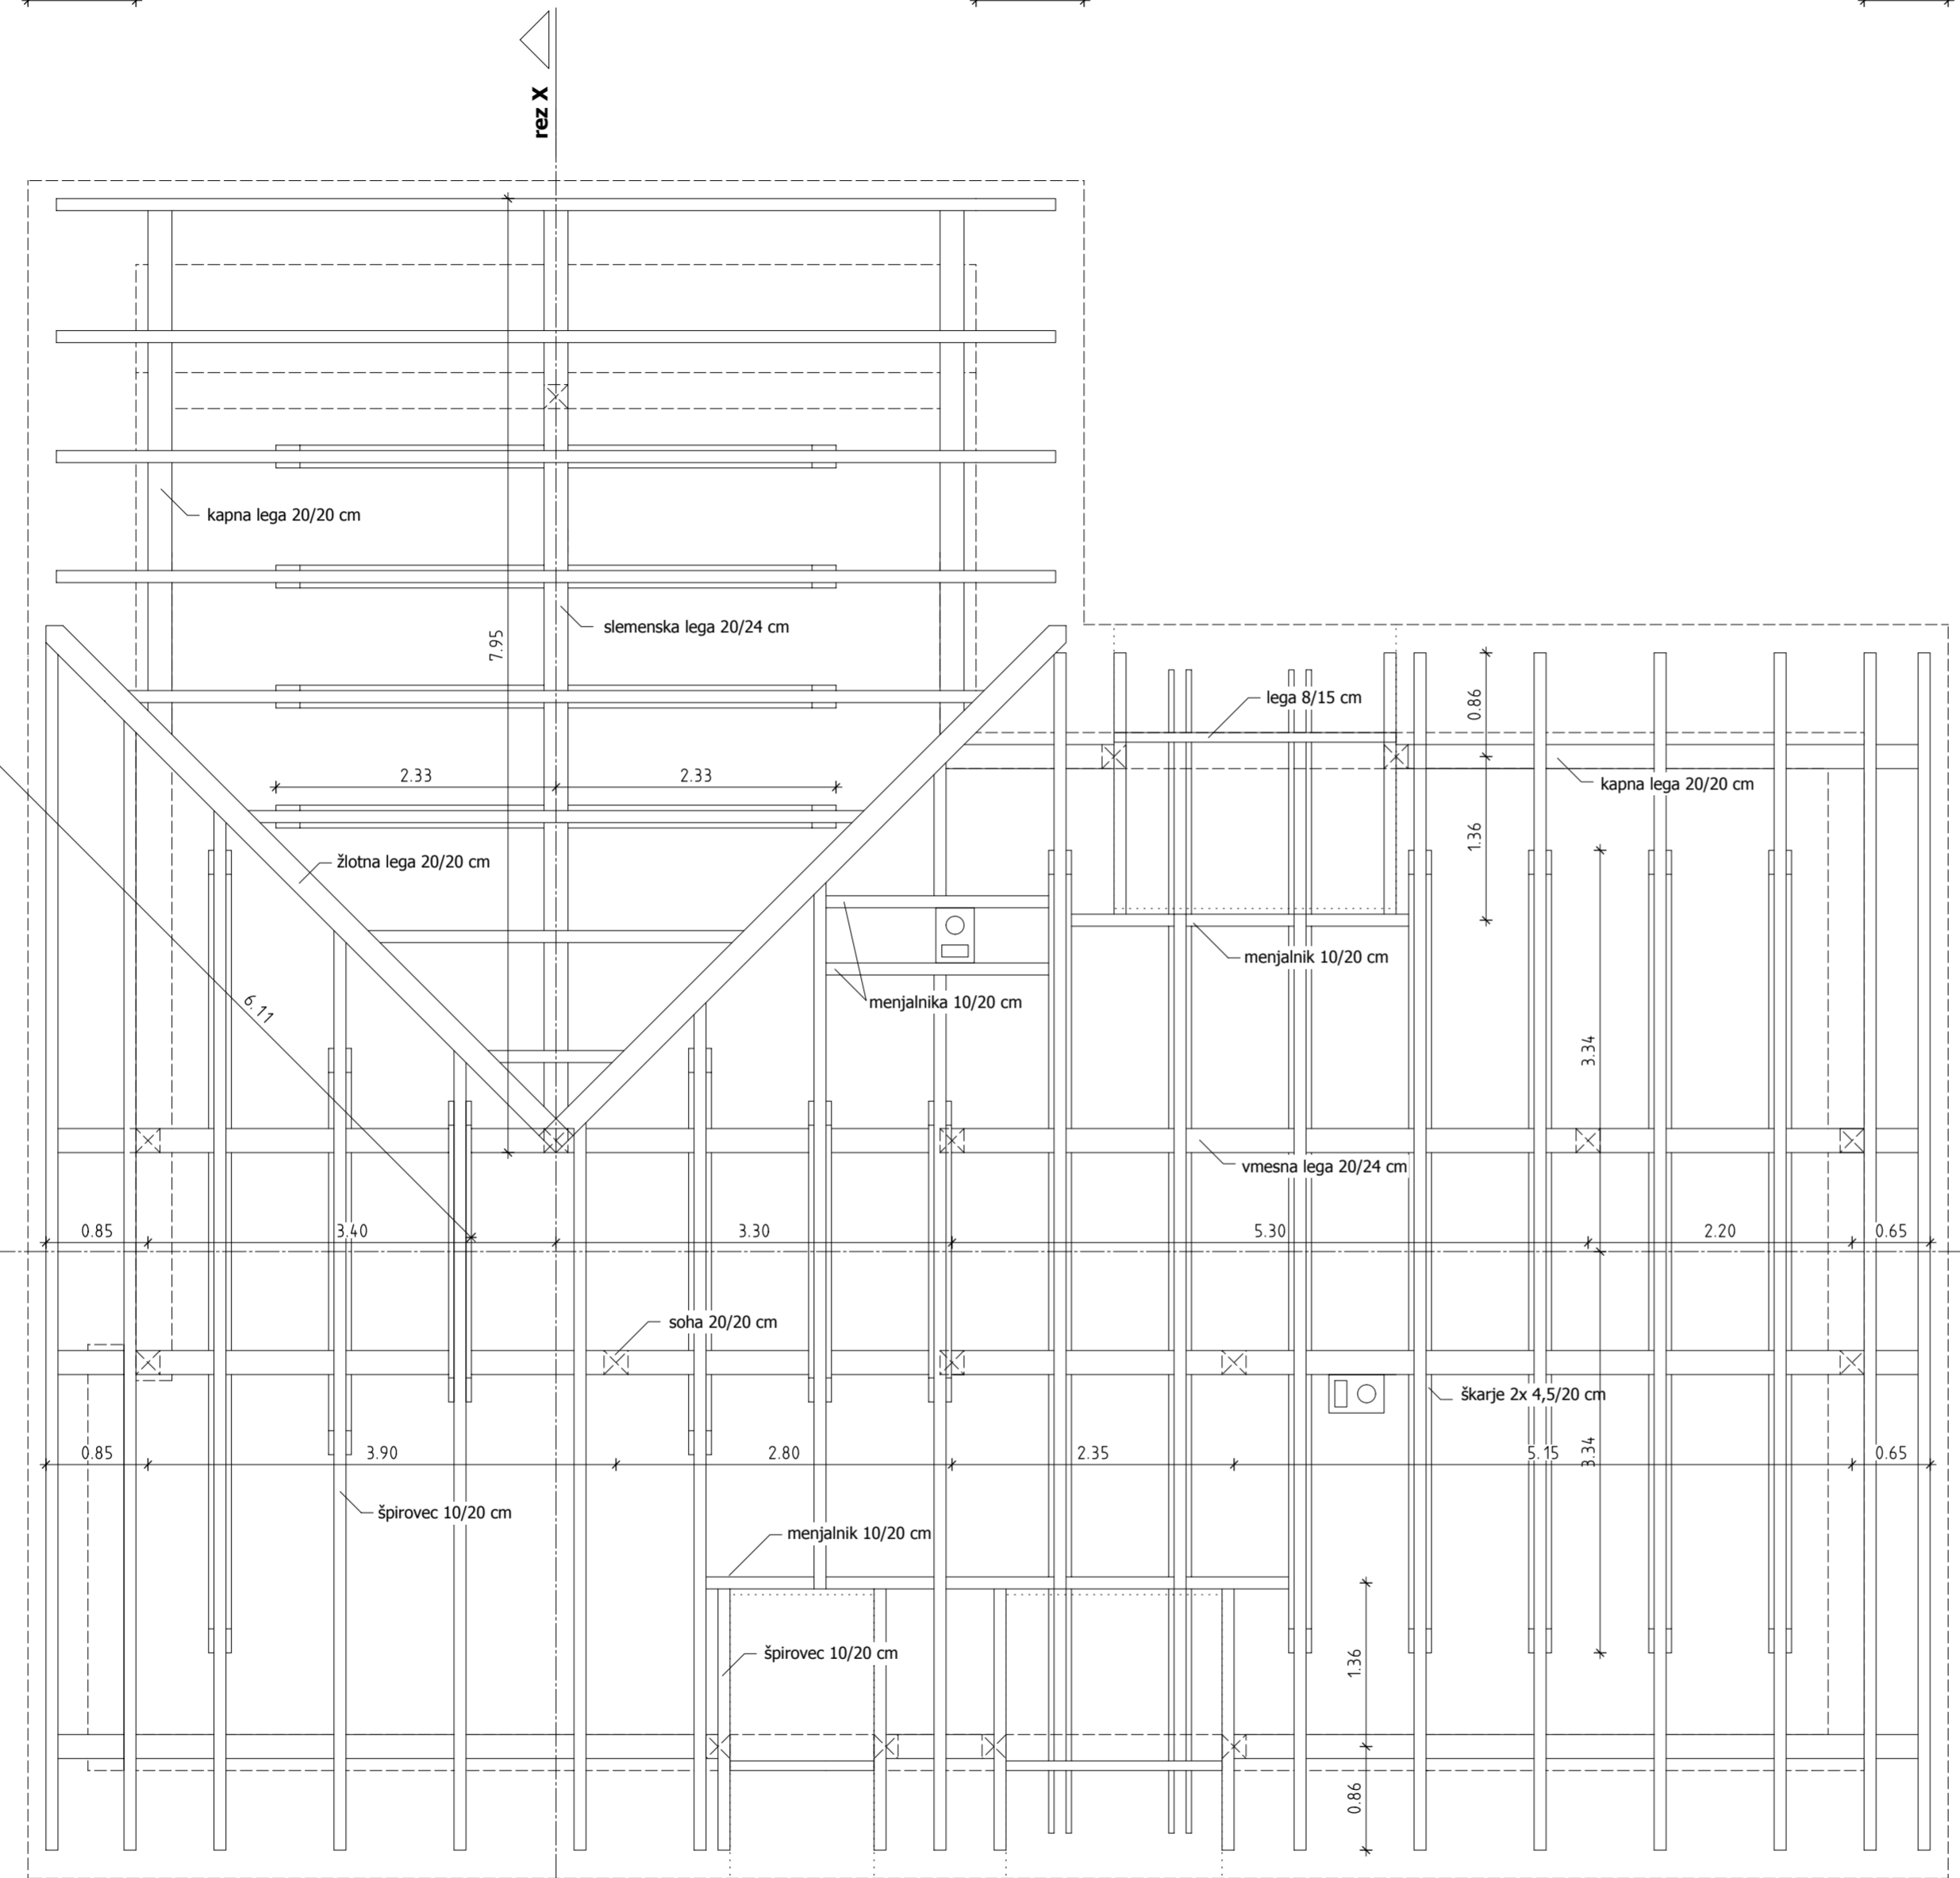 rez X
kapna lega 20/20 cm
slemenska lega 20/24 cm
7.95
lega 8/15 cm
0.86
2.33
2.33
kapna lega 20/20 cm
1.36
žlotna lega 20/20 cm
menjalnik 10/20 cm
6.11
menjalnika 10/20 cm
3.34
vmesna lega 20/24 cm
0.85
3.40
3.30
5.30
2.20
0.65
soha 20/20 cm
škarje 2x 4,5/20 cm
0.85
3.90
2.80
2.35
5.15
3.34
0.65
špirovec 10/20 cm
menjalnik 10/20 cm
špirovec 10/20 cm
1.36
0.86